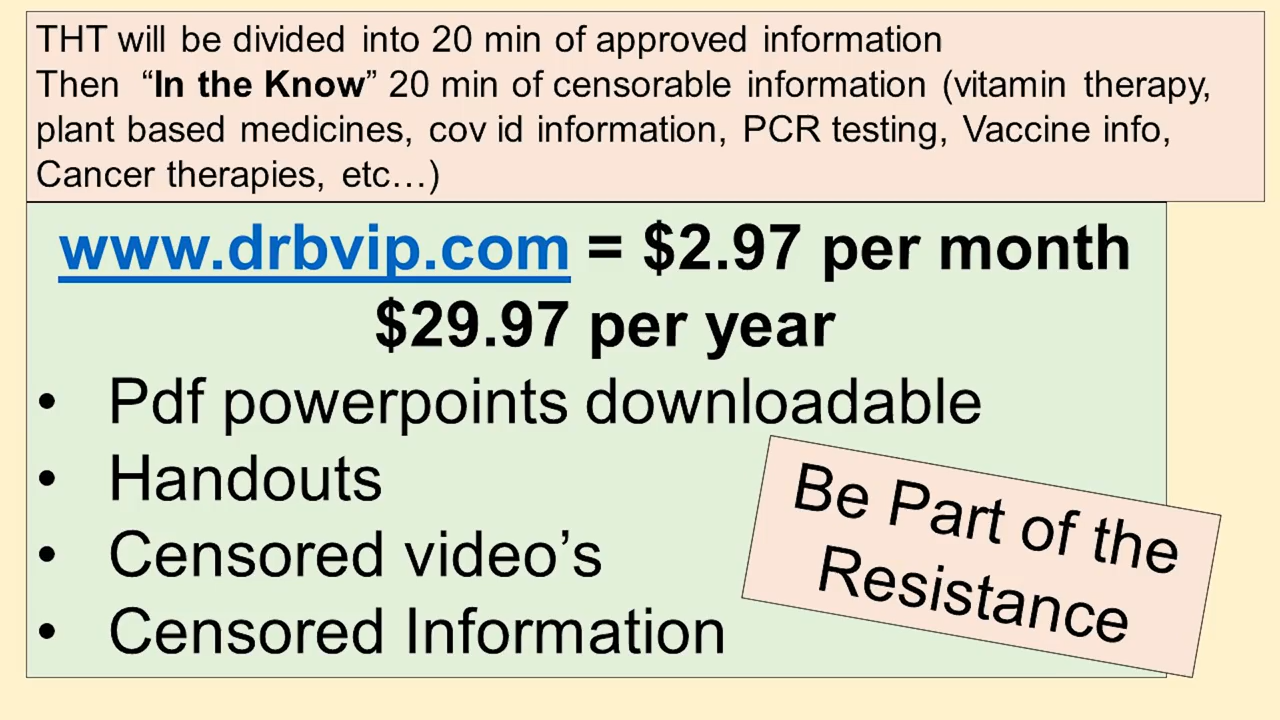 THT will be divided into 20 min of approved information
Then “In the Know” 20 min of censorable information (vitamin therapy,
plant based medicines, cov id information, PCR testing, Vaccine info,
Cancer therapies, etc…)
www.drbvip.com = $2.97 per month
$29.97 per year
• Pdf powerpoints downloadable
• Handouts
• Censored video’s
• Censored Information
Be Part of the
Resistance